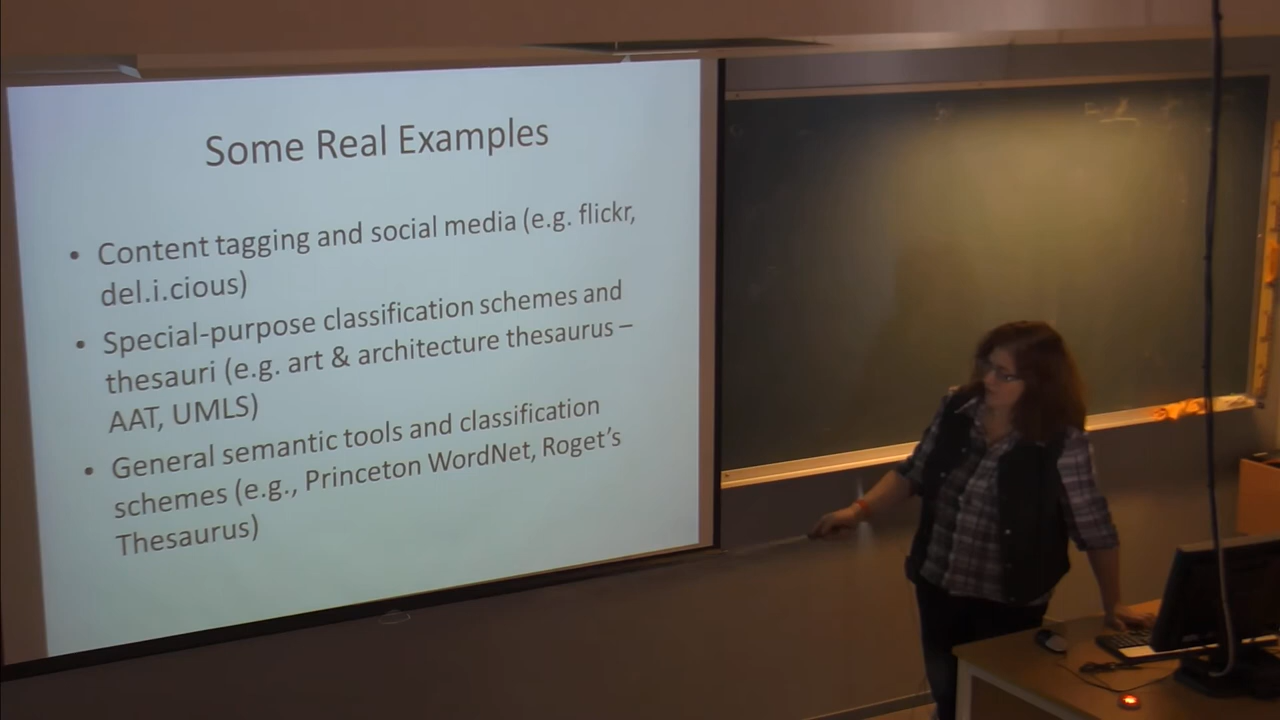 Some Real Examples
• Content tagging and social media (e.g. flickr,
del.i.cious)
• Special-purpose classification schemes and
thesauri (e.g. art & architecture thesaurus –
AAT, UMLS)
• General semantic tools and classification
schemes (e.g., Princeton WordNet, Roget’s
Thesaurus)